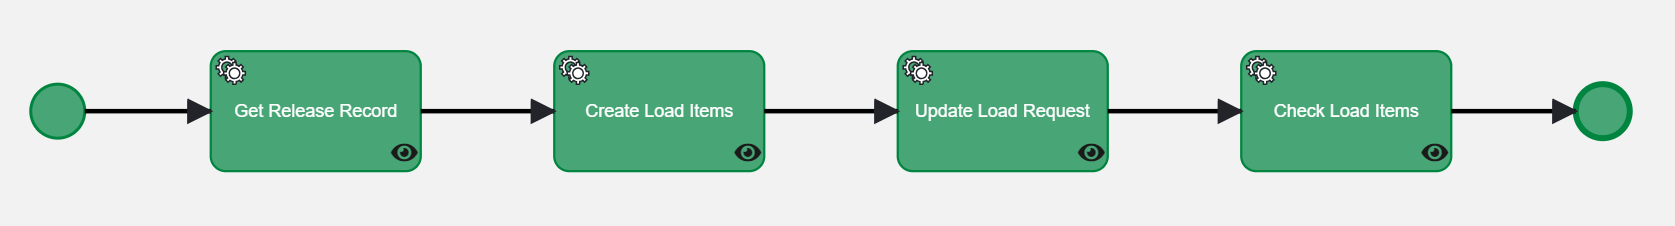 Get Release Record
Create Load Items
Update Load Request
Check Load Items